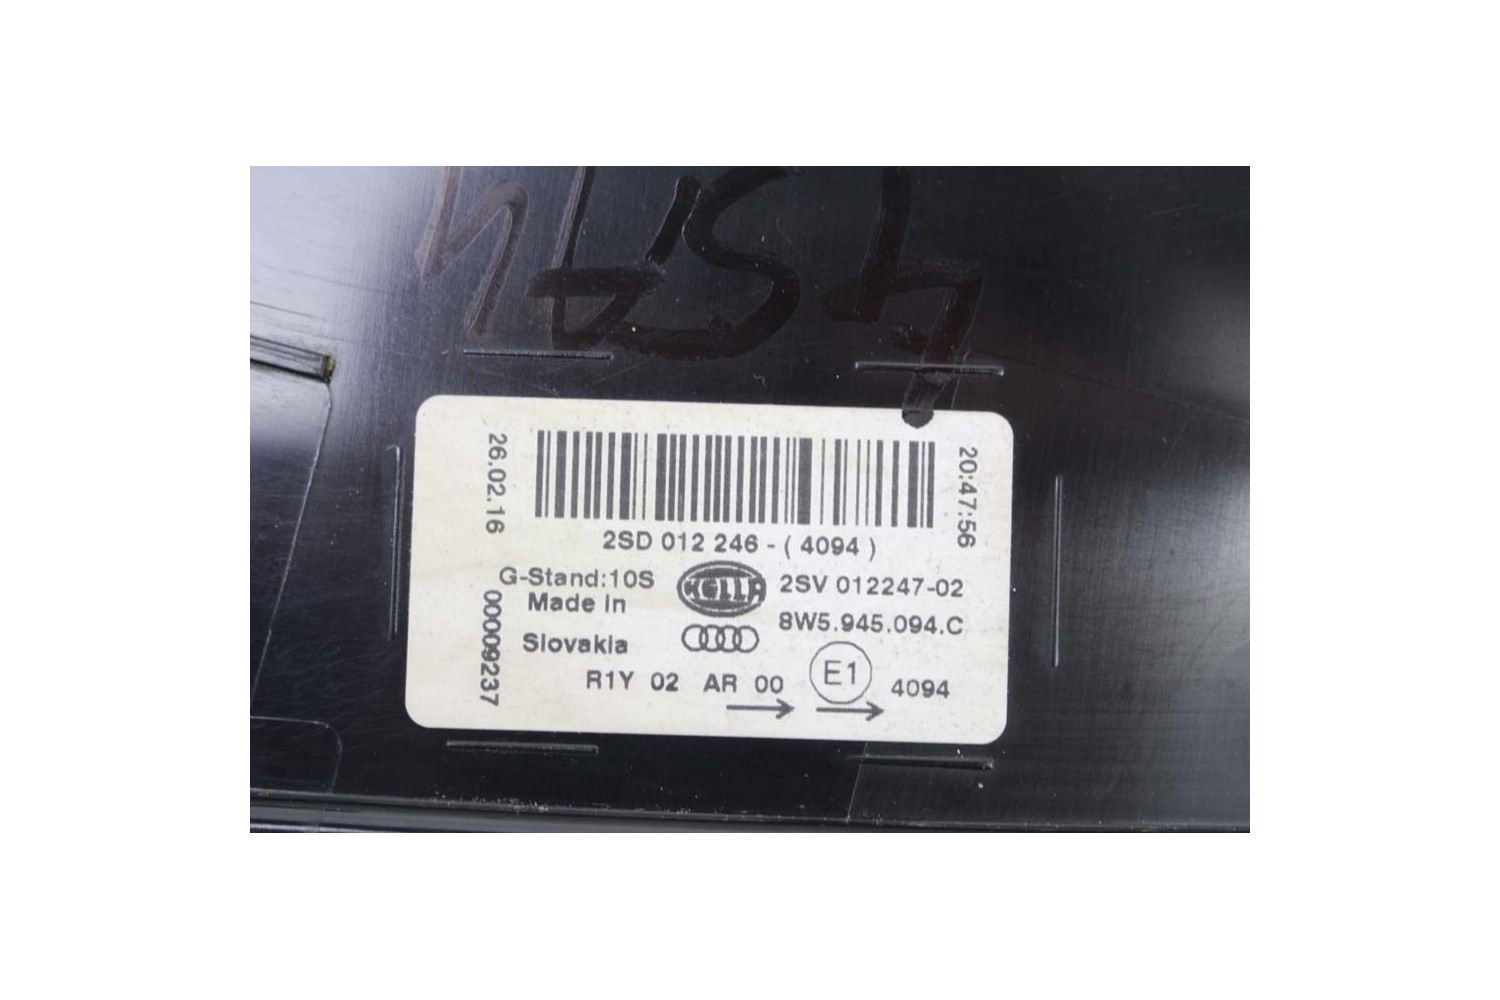 26.02.16
20:47:56
2SD 012 246 - ( 4094 )
G-Stand:10S
HELLA
2SV 012247-02
Made in
8W5.945.094.C
Slovakia
00009237
R1Y 02 AR 00
E1
4094